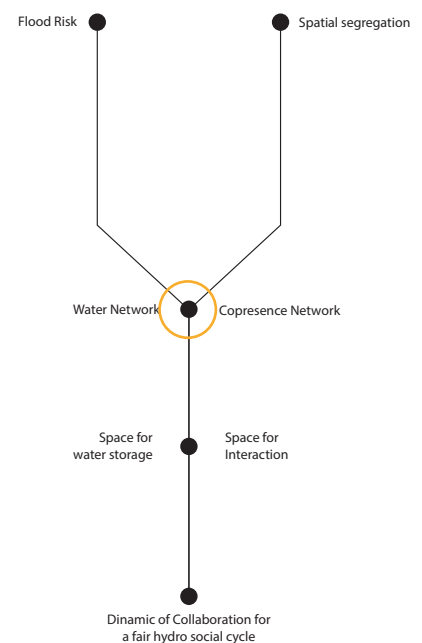 Flood Risk
Spatial segregation
Water Network
Copresence Network
Space for
water storage
Space for
Interaction
Dinamic of Collaboration for
a fair hydro social cycle